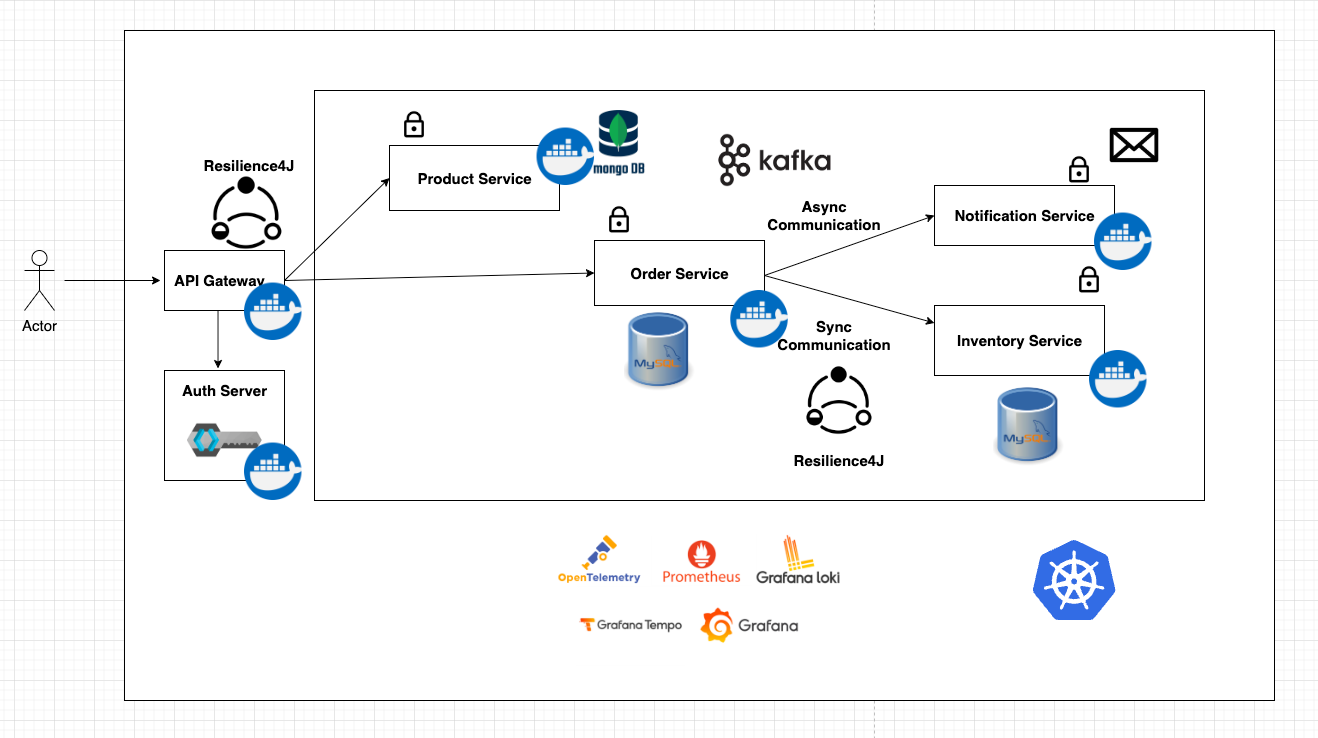 Resilience4J
API Gateway
Actor
Auth Server
Product Service
mongo DB
kafka
Async
Communication
Notification Service
Order Service
MySQL
Sync
Communication
Inventory Service
MySQL
Resilience4J
OpenTelemetry
Prometheus
Grafana loki
Grafana Tempo
Grafana